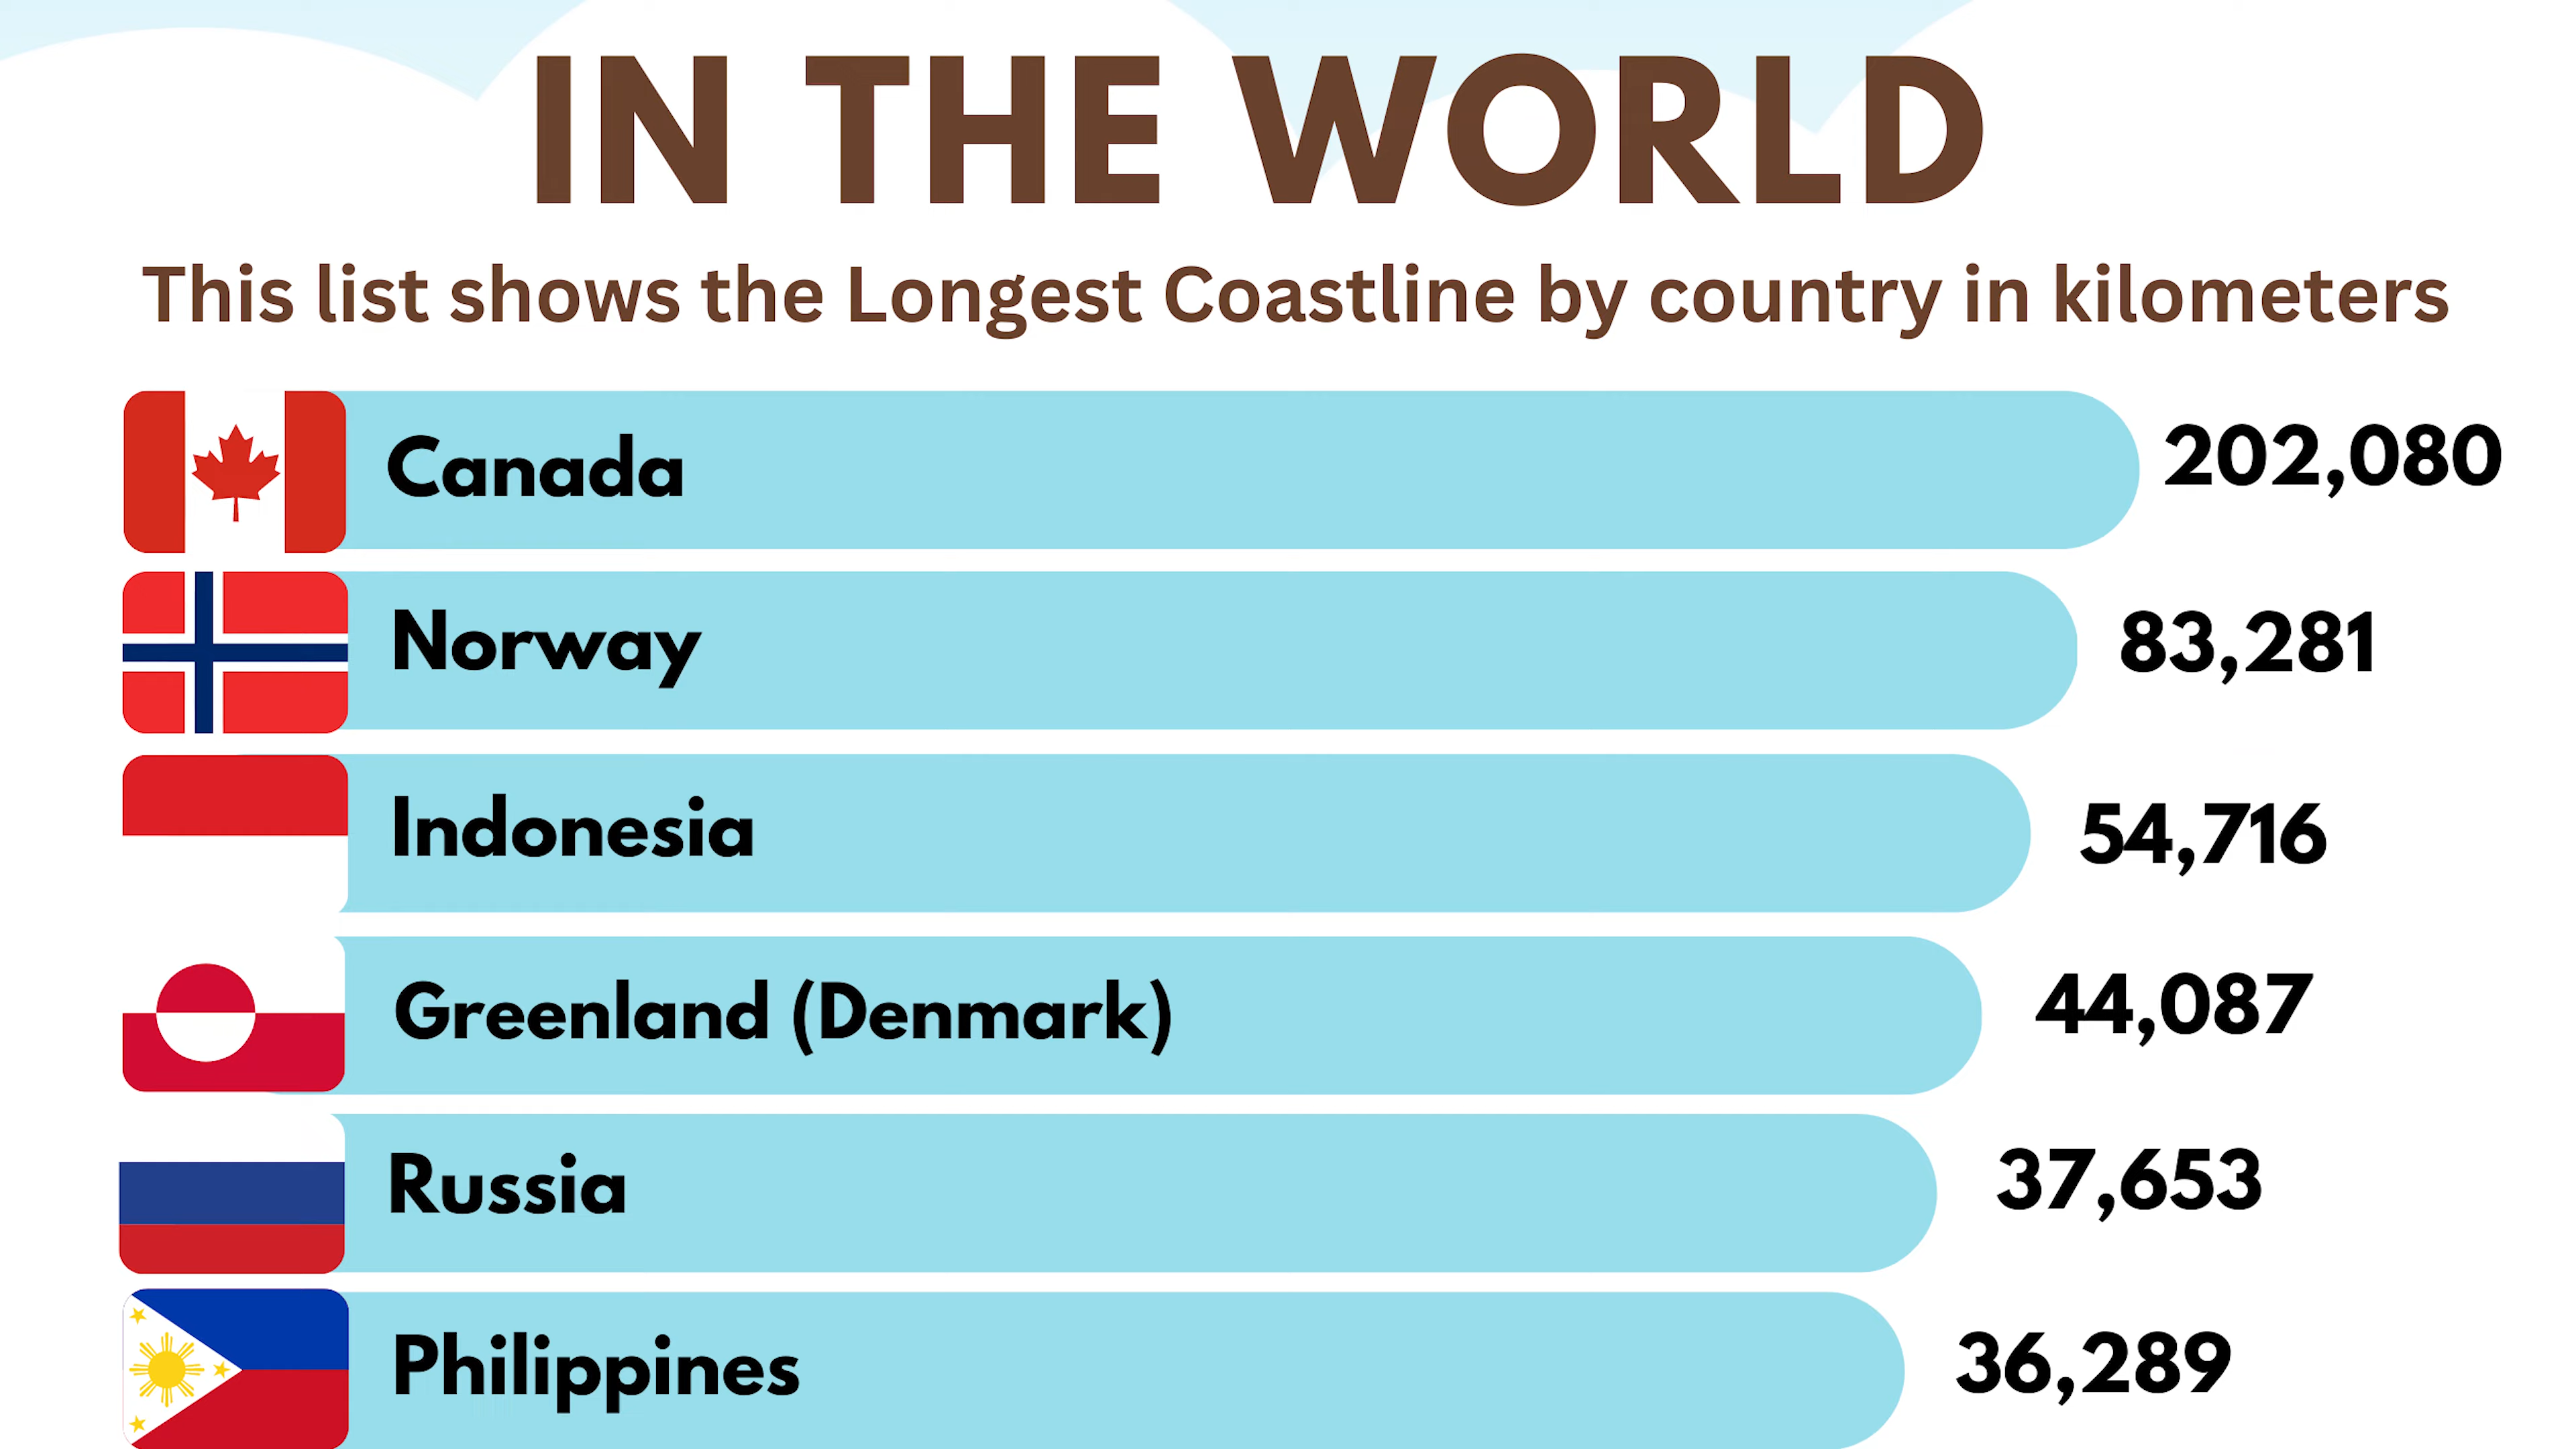 IN THE WORLD
This list shows the Longest Coastline by country in kilometers
Canada 202,080
Norway 83,281
Indonesia 54,716
Greenland (Denmark) 44,087
Russia 37,653
Philippines 36,289